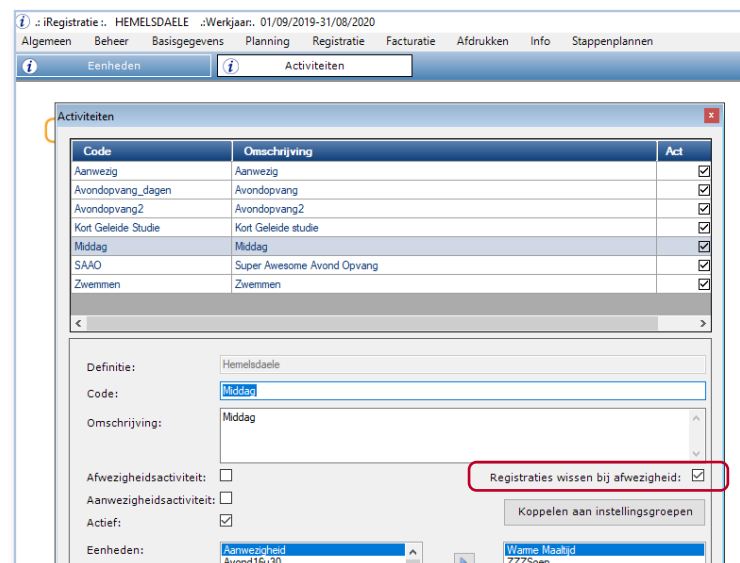 .: iRegistratie :. HEMELSDAELE .:Werkjaar:. 01/09/2019-31/08/2020
Algemeen Beheer Basisgegevens Planning Registratie Facturatie Afdrukken Info Stappenplannen
Eenheden Activiteiten
Activiteiten
Code Omschrijving Act
Aanwezig Aanwezig
Avondopvang_dagen Avondopvang
Avondopvang2 Avondopvang2
Kort Geleide Studie Kort Geleide studie
Middag Middag
SAAO Super Awesome Avond Opvang
Zwemmen Zwemmen
Definitie: Hemelsdaele
Code: Middag
Omschrijving: Middag
Afwezigheidsactiviteit: Registraties wissen bij afwezigheid:
Aanwezigheidsactiviteit:
Koppelen aan instellingsgroepen
Actief:
Eenheden: Aanwezigheid Warme Maaltijd
Avond16u30 ZZZSoep